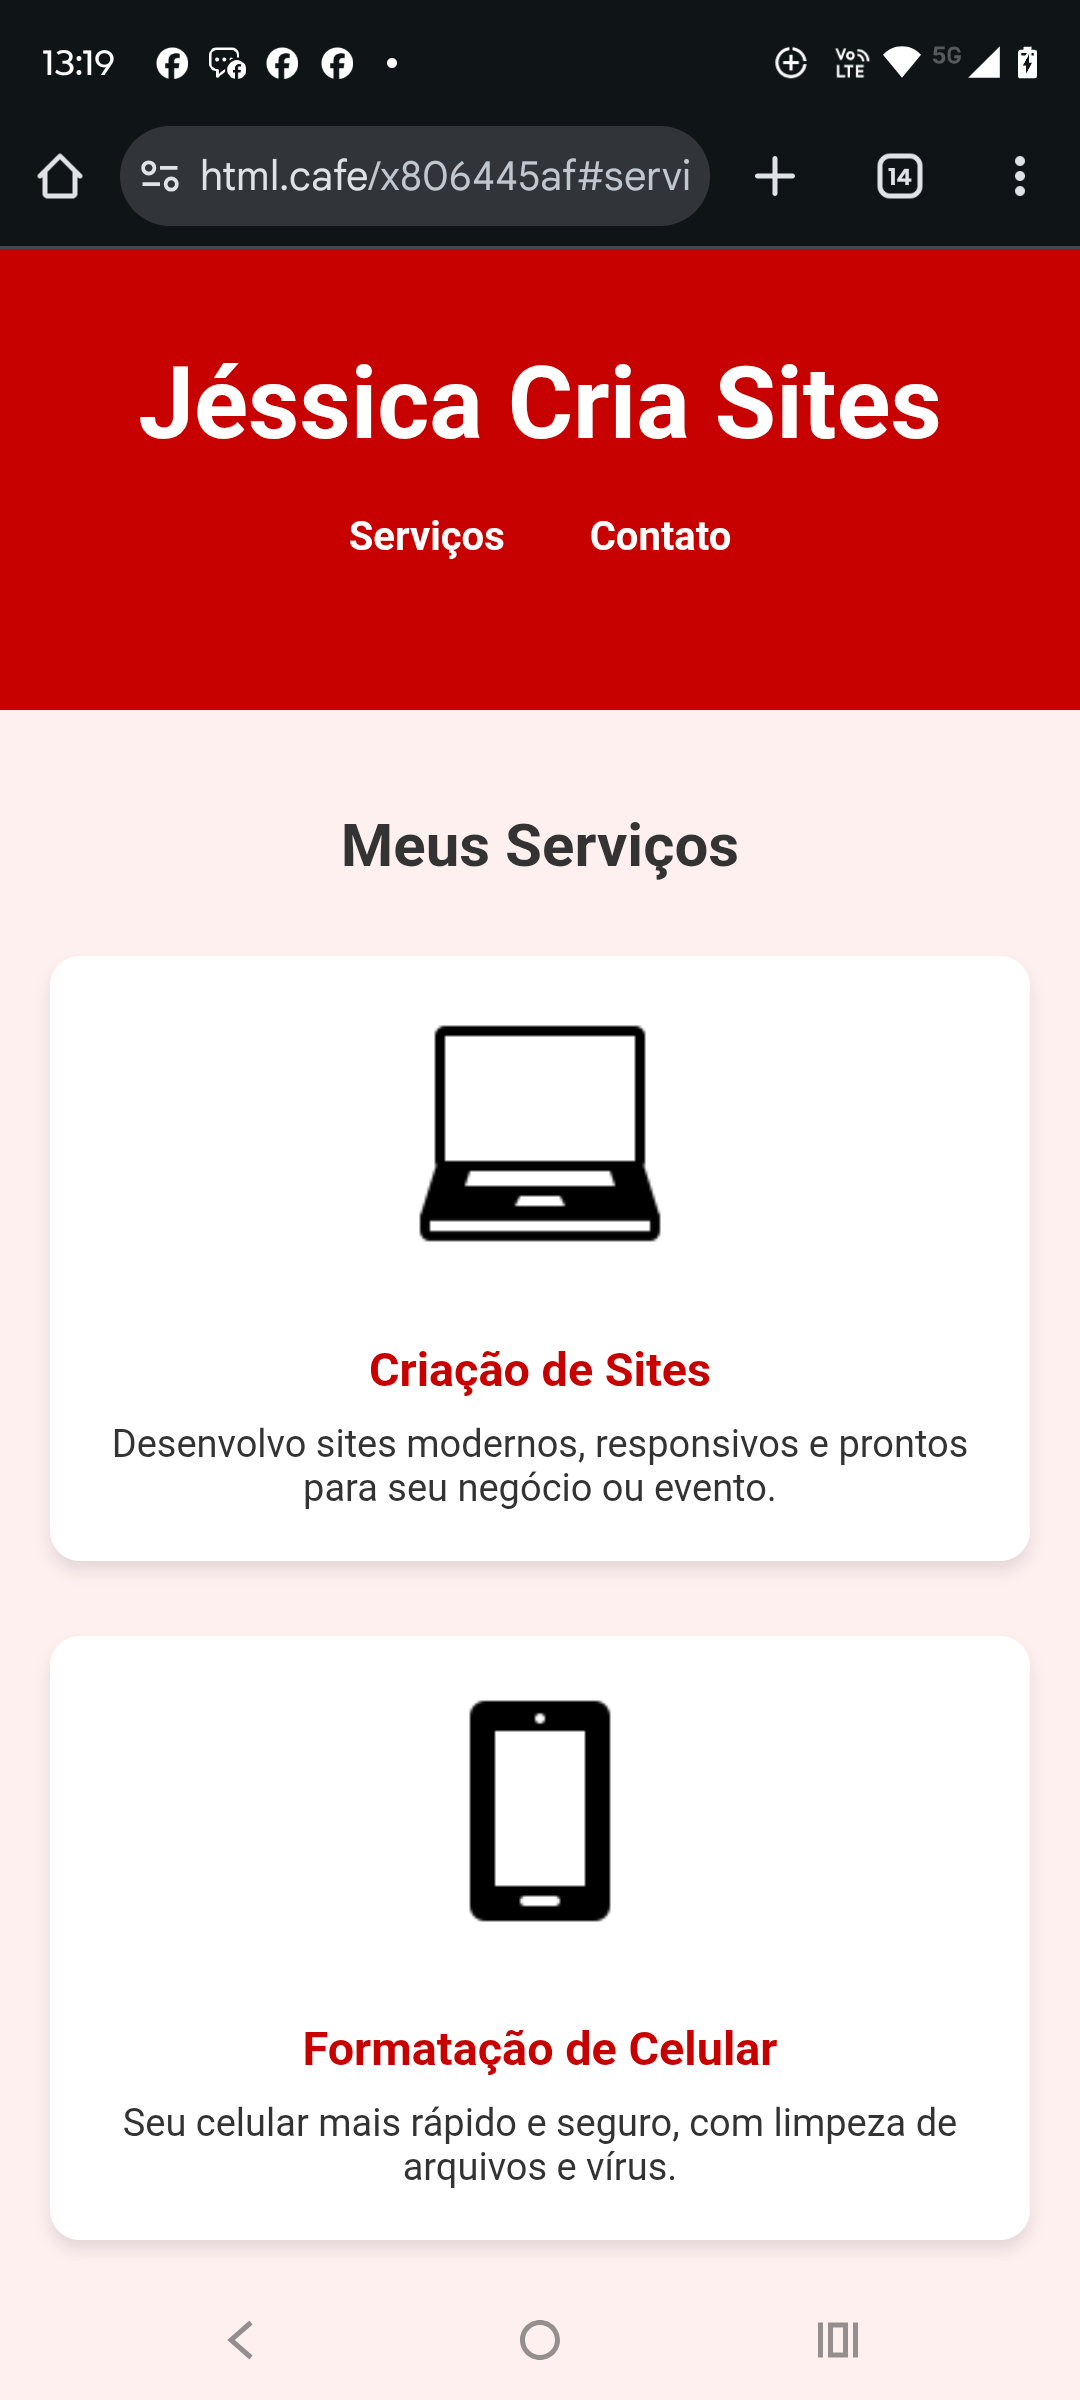 13:19
Vo LTE
5G
html.cafe/x806445af#servi
14
Jéssica Cria Sites
Serviços Contato
Meus Serviços
Criação de Sites
Desenvolvo sites modernos, responsivos e prontos
para seu negócio ou evento.
Formatação de Celular
Seu celular mais rápido e seguro, com limpeza de
arquivos e vírus.